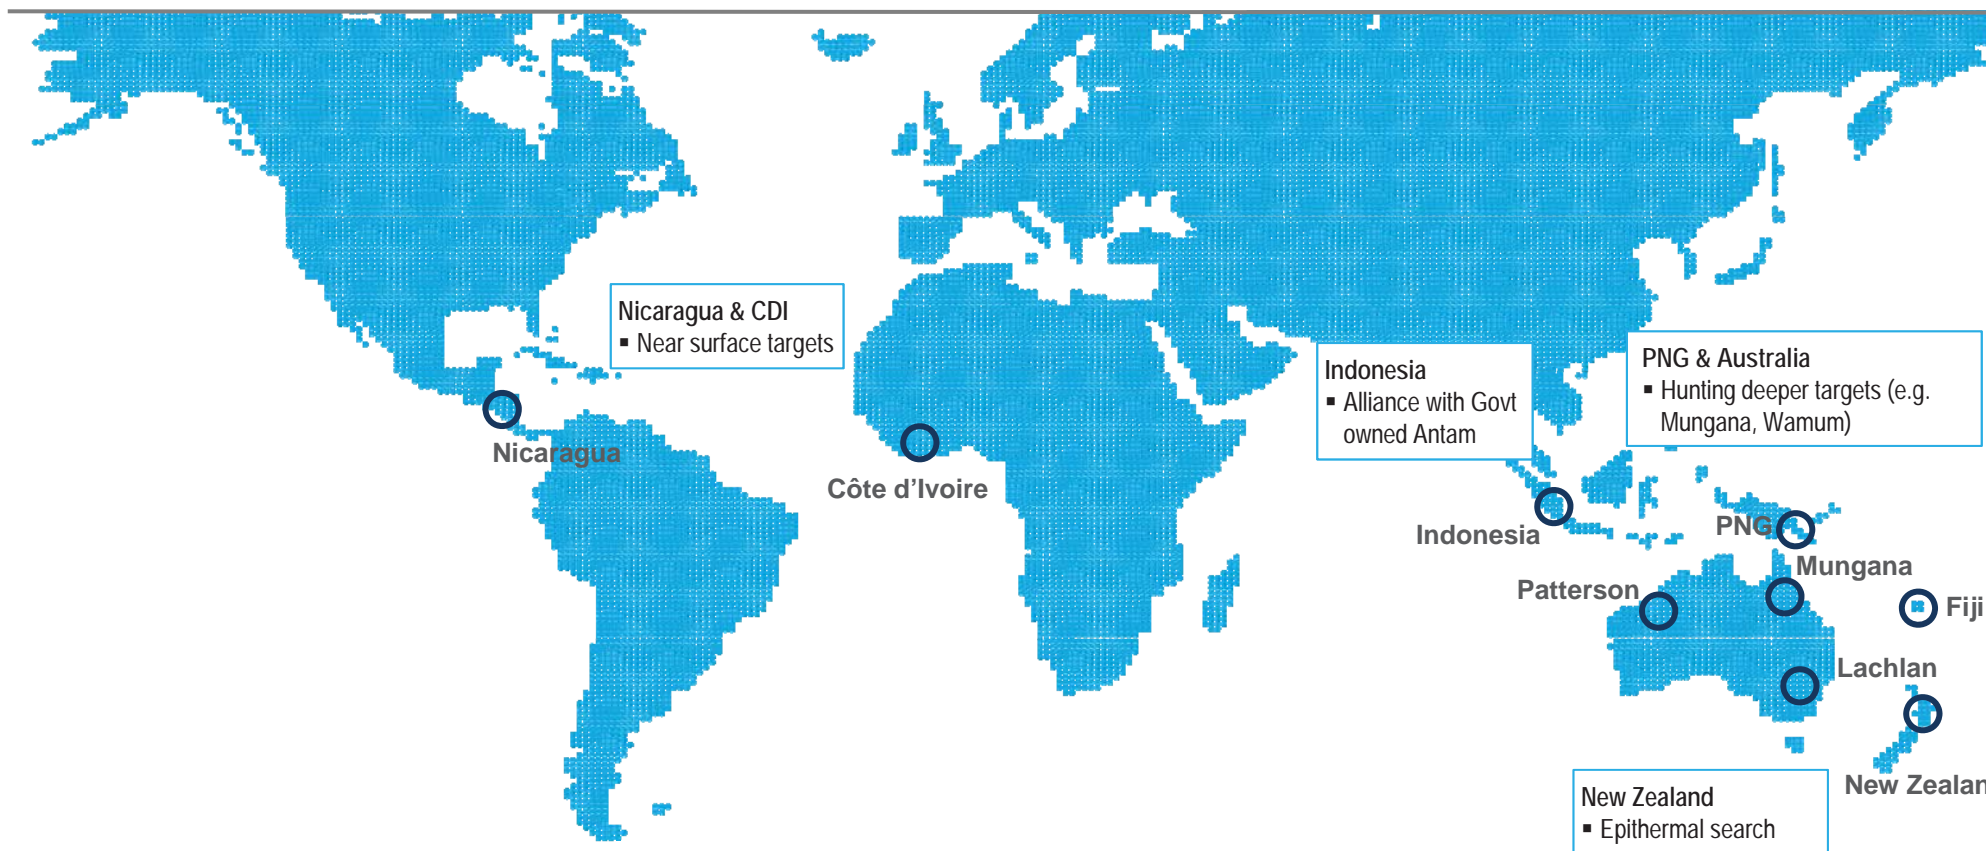 Nicaragua & CDI
▪ Near surface targets
Indonesia
▪ Alliance with Govt
owned Antam
PNG & Australia
▪ Hunting deeper targets (e.g.
Mungana, Wamum)
Nicaragua
Côte d’Ivoire
Indonesia
PNG
Mungana
Patterson
Fiji
Lachlan
New Zealan
New Zealand
▪ Epithermal search